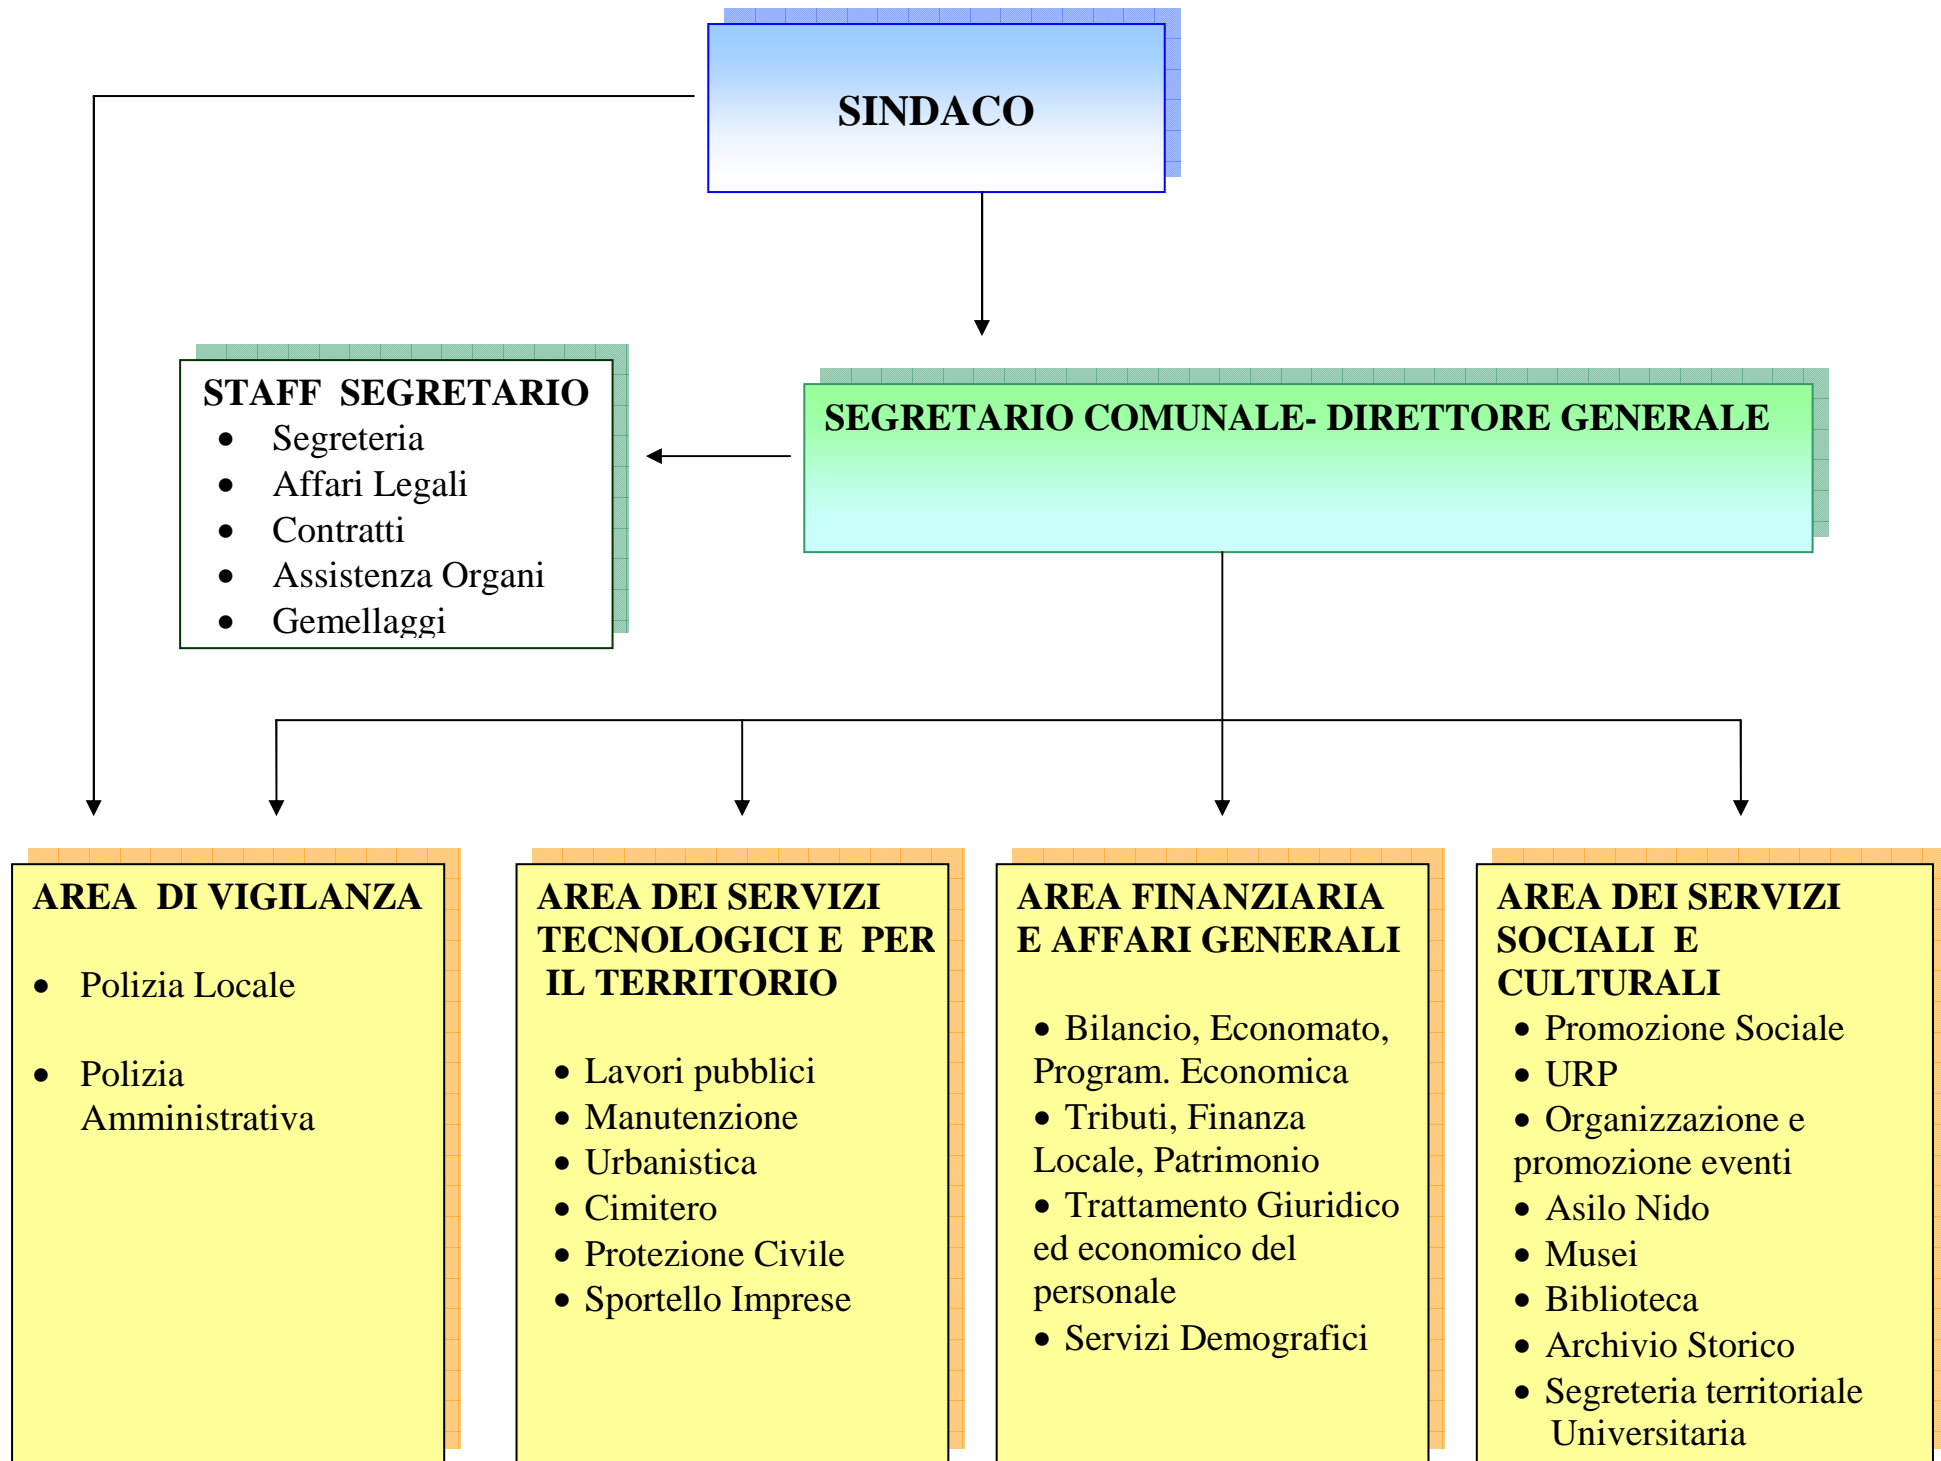 SINDACO
STAFF SEGRETARIO
• Segreteria
• Affari Legali
• Contratti
• Assistenza Organi
• Gemellaggi
SEGRETARIO COMUNALE- DIRETTORE GENERALE
AREA DI VIGILANZA
• Polizia Locale
• Polizia
Amministrativa
AREA DEI SERVIZI
TECNOLOGICI E PER
IL TERRITORIO
• Lavori pubblici
• Manutenzione
• Urbanistica
• Cimitero
• Protezione Civile
• Sportello Imprese
AREA FINANZIARIA
E AFFARI GENERALI
• Bilancio, Economato,
Program. Economica
• Tributi, Finanza
Locale, Patrimonio
• Trattamento Giuridico
ed economico del
personale
• Servizi Demografici
AREA DEI SERVIZI
SOCIALI E
CULTURALI
• Promozione Sociale
• URP
• Organizzazione e
promozione eventi
• Asilo Nido
• Musei
• Biblioteca
• Archivio Storico
• Segreteria territoriale
Universitaria